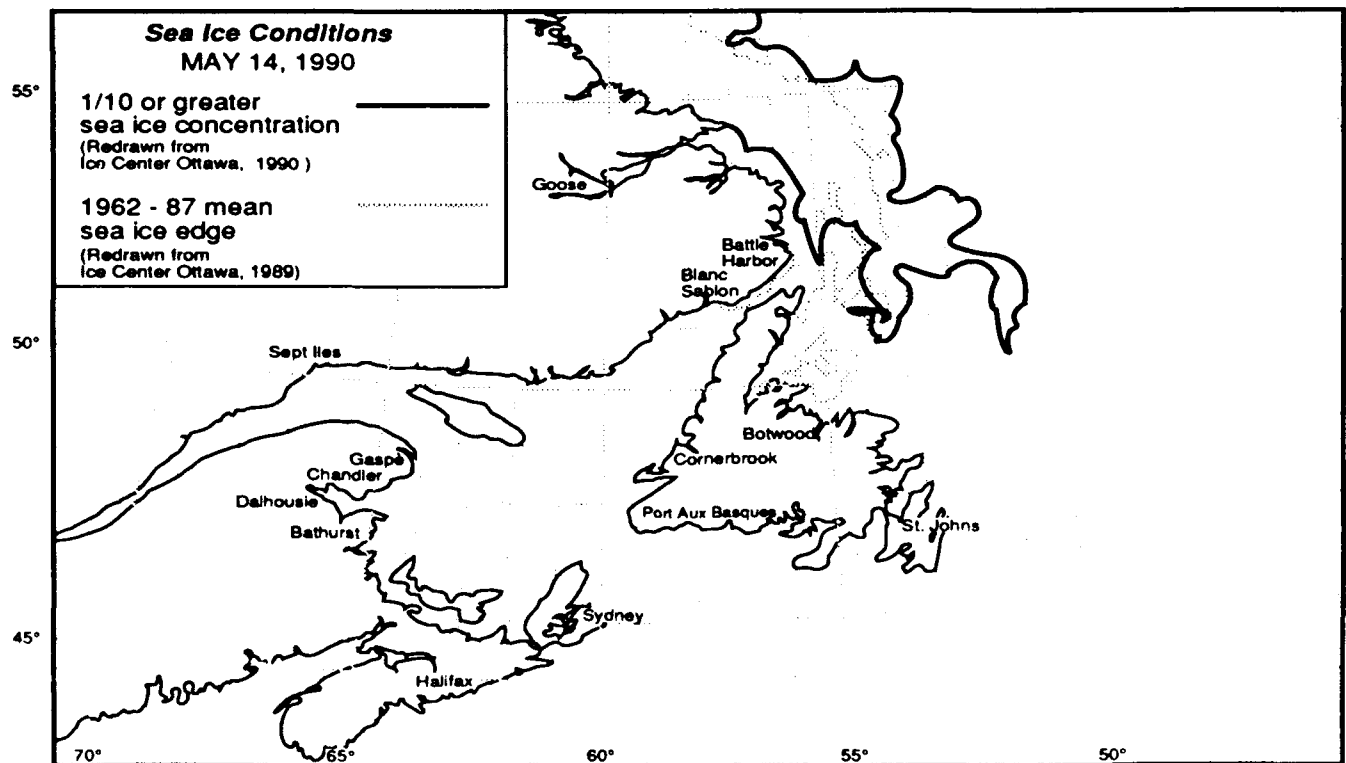 Sea Ice Conditions
MAY 14, 1990
1/10 or greater
sea ice concentration
(Redrawn from
Ice Center Ottawa, 1990 )
1962 - 87 mean
sea ice edge
(Redrawn from
Ice Center Ottawa, 1989)
55°
50°
45°
Goose
Battle
Harbor
Blanc
Sablon
Sept Iles
Gaspe
Chandler
Dalhousie
Bathurst
Botwood
Cornerbrook
Port Aux Basques
St. Johns
Sydney
Halifax
70°
65°
60°
55°
50°